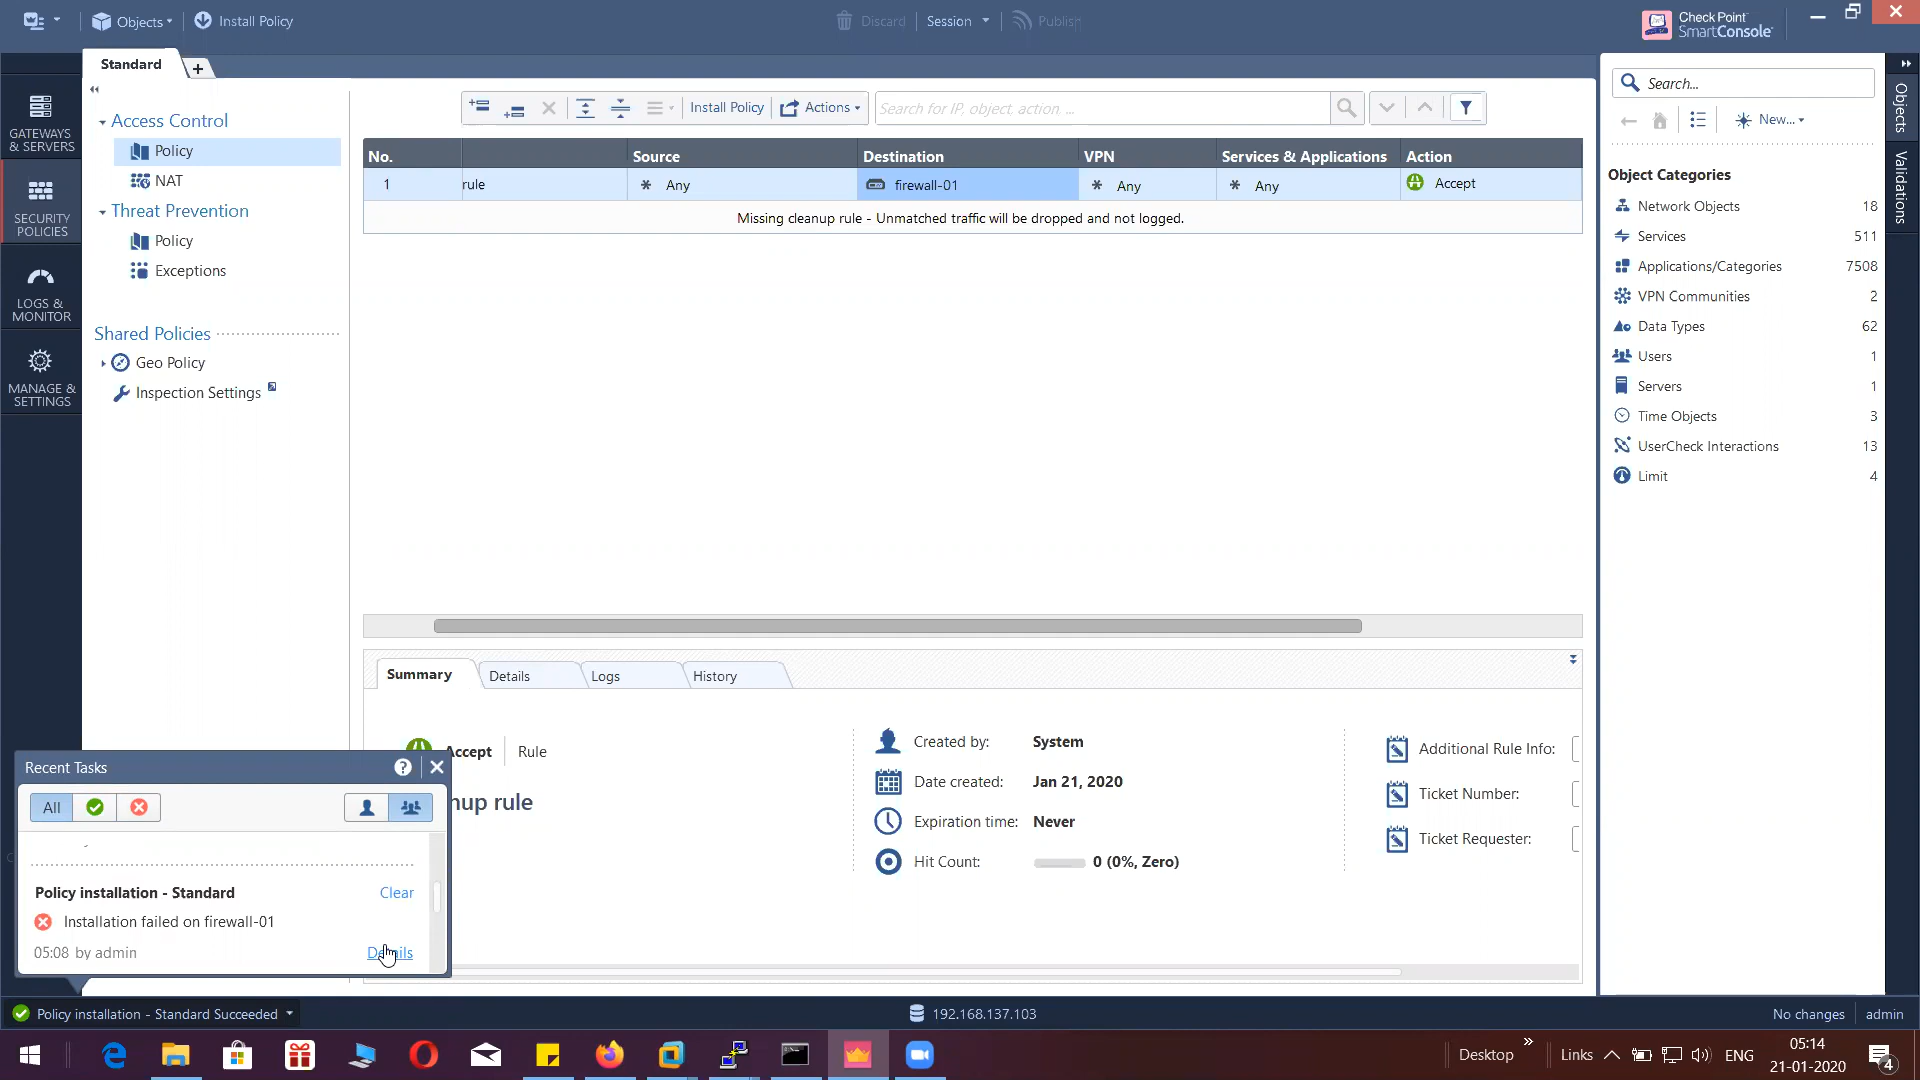 Objects
Install Policy
Discard
Session
Publish
Check Point
SmartConsole
Standard
+
GATEWAYS
& SERVERS
SECURITY
POLICIES
LOGS &
MONITOR
MANAGE &
SETTINGS
Access Control
Policy
NAT
Threat Prevention
Policy
Exceptions
Shared Policies
Geo Policy
Inspection Settings
Install Policy
Actions
Search for IP, object, action, ...
No. Source Destination VPN Services & Applications Action
1 rule Any firewall-01 Any Any Accept
Missing cleanup rule - Unmatched traffic will be dropped and not logged.
Search...
New...
Object Categories
Network Objects 18
Services 511
Applications/Categories 7508
VPN Communities 2
Data Types 62
Users 1
Servers 1
Time Objects 3
UserCheck Interactions 13
Limit 4
Objects
Validations
Summary Details Logs History
Accept Rule
nup rule
Created by: System
Date created: Jan 21, 2020
Expiration time: Never
Hit Count: 0 (0%, Zero)
Additional Rule Info:
Ticket Number:
Ticket Requester:
Recent Tasks
?
All
Policy installation - Standard Clear
Installation failed on firewall-01
05:08 by admin Details
Policy installation - Standard Succeeded
192.168.137.103
No changes admin
Desktop
Links
ENG
05:14
21-01-2020
4